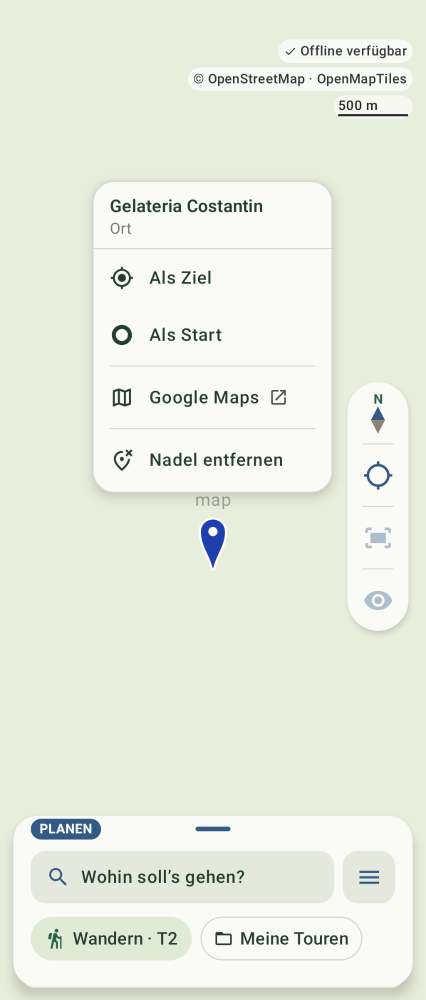 Offline verfügbar
© OpenStreetMap · OpenMapTiles
500 m
Gelateria Costantin
Ort
Als Ziel
Als Start
Google Maps
Nadel entfernen
map
N
PLANEN
Wohin soll’s gehen?
Wandern · T2
Meine Touren